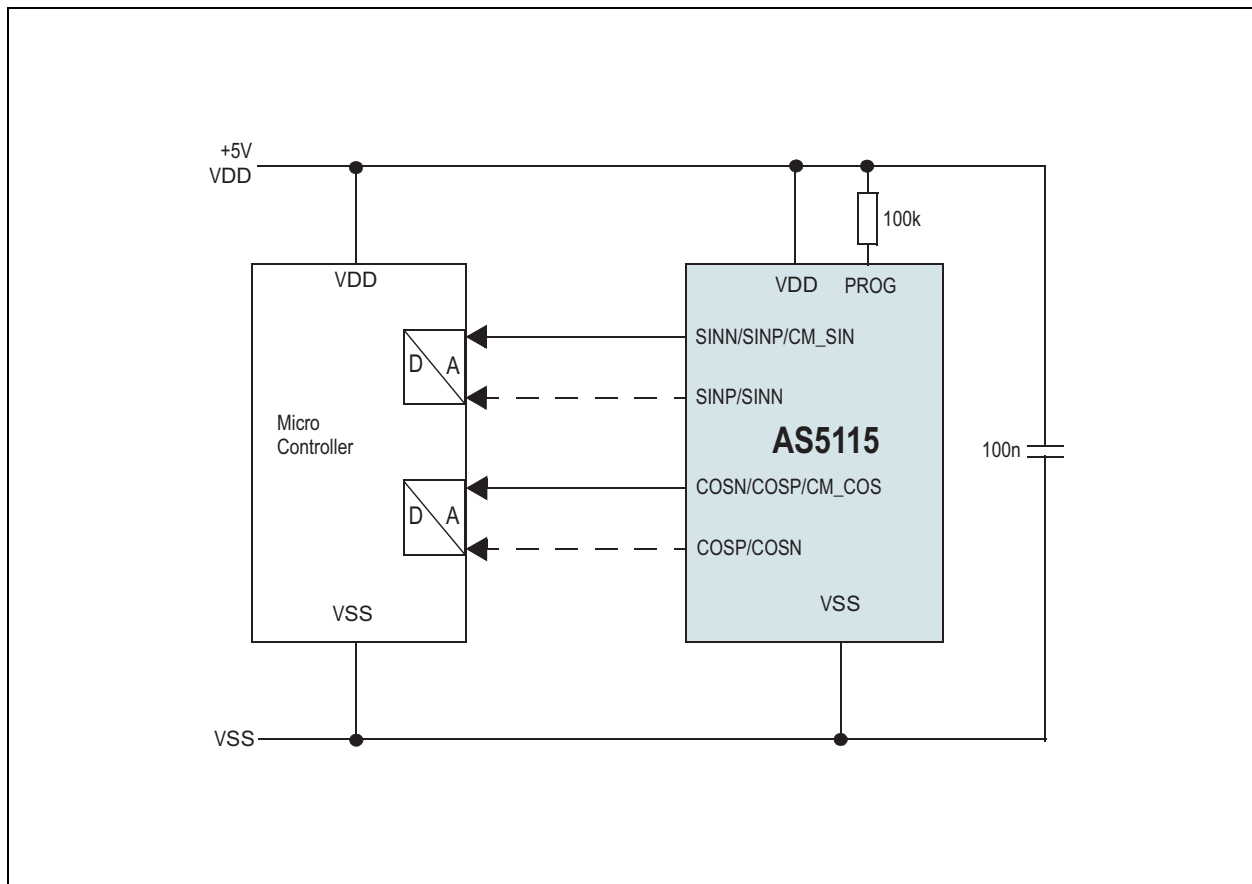 +5V
VDD
100k
VDD
VDD PROG
SINN/SINP/CM_SIN
D A
SINP/SINN
Micro
Controller
AS5115
100n
COSN/COSP/CM_COS
D A
COSP/COSN
VSS
VSS
VSS